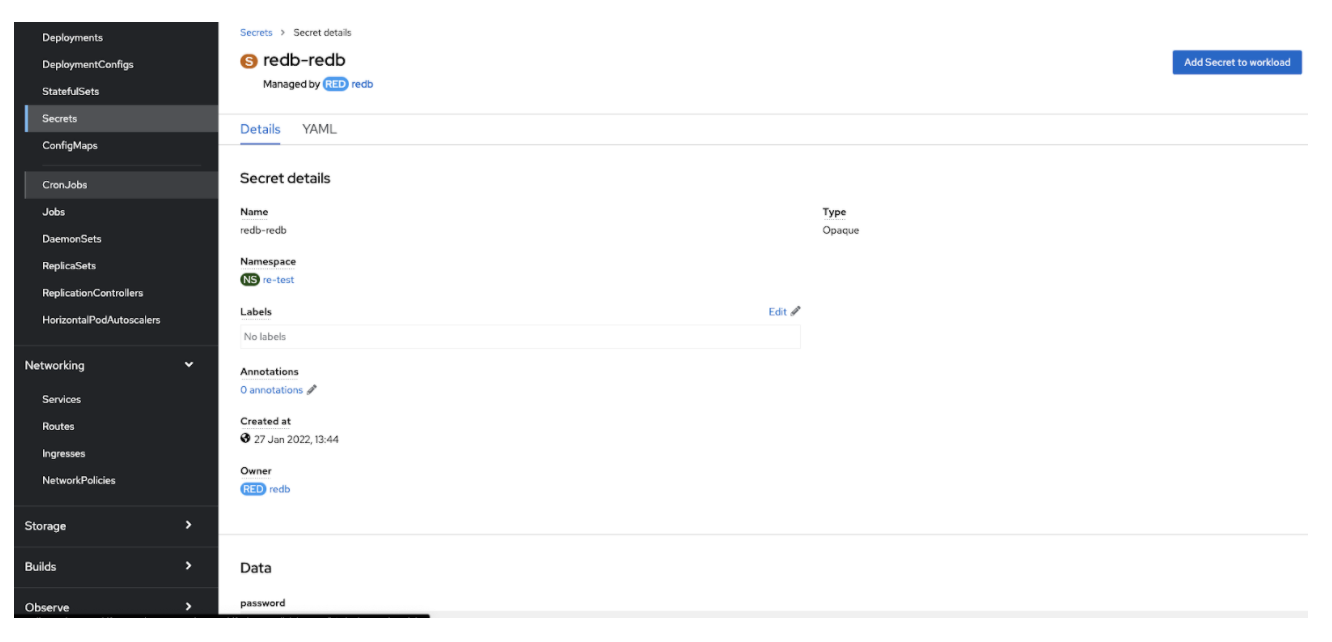 Deployments
DeploymentConfigs
StatefulSets
Secrets
ConfigMaps
CronJobs
Jobs
DaemonSets
ReplicaSets
ReplicationControllers
HorizontalPodAutoscalers
Networking
Services
Routes
Ingresses
NetworkPolicies
Storage
Builds
Observe
Secrets > Secret details
S redb-redb
Managed by RED redb
Add Secret to workload
Details YAML
Secret details
Name
redb-redb
Type
Opaque
Namespace
NS re-test
Labels
Edit
No labels
Annotations
0 annotations
Created at
27 Jan 2022, 13:44
Owner
RED redb
Data
password